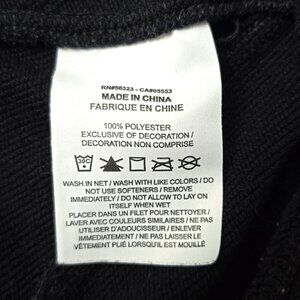 RN#56323 - CA#05553
MADE IN CHINA
FABRIQUE EN CHINE
100% POLYESTER
EXCLUSIVE OF DECORATION /
DECORATION NON COMPRISE
30C
WASH IN NET / WASH WITH LIKE COLORS / DO
NOT USE SOFTENERS / REMOVE
IMMEDIATELY / DO NOT ALLOW TO LAY ON
ITSELF WHEN WET
PLACER DANS UN FILET POUR NETTOYER /
LAVER AVEC COULEURS SIMILAIRES / NE PAS
UTILISER D'ADOUCISSEUR / ENLEVER
IMMÉDIATEMENT / NE PAS LAISSER LE
VÊTEMENT PLIÉ LORSQU'IL EST MOUILLÉ